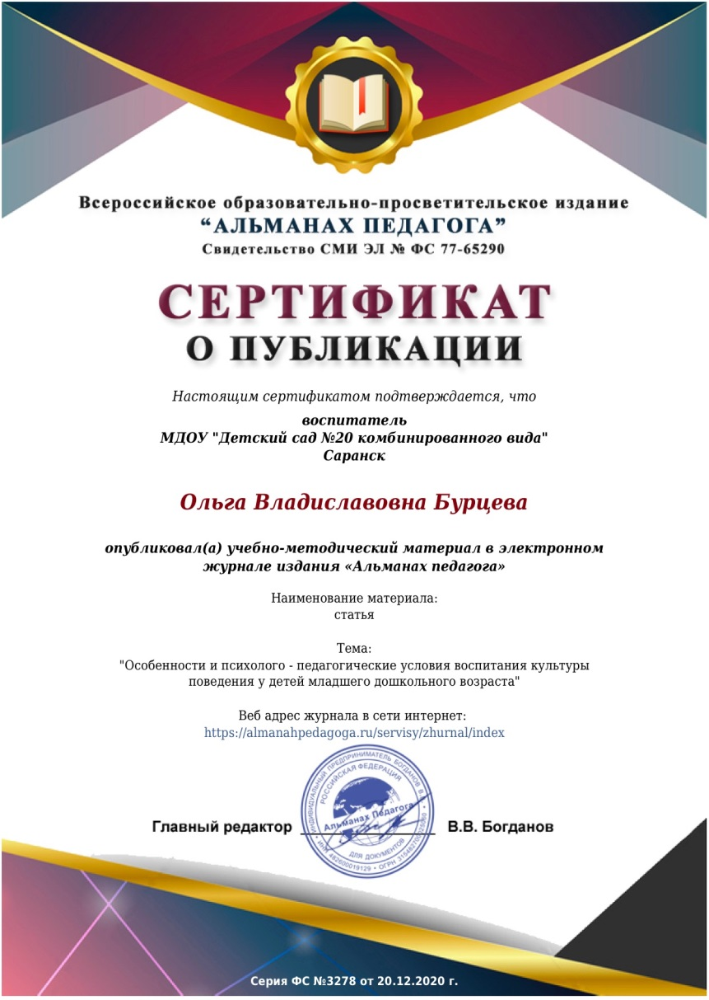 Всероссийское образовательно-просветительское издание
“АЛЬМАНАХ ПЕДАГОГА”
Свидетельство СМИ ЭЛ № ФС 77-65290
СЕРТИФИКАТ
О ПУБЛИКАЦИИ
Настоящим сертификатом подтверждается, что
воспитатель
МДОУ "Детский сад №20 комбинированного вида"
Саранск
Ольга Владиславовна Бурцева
опубликовал(а) учебно-методический материал в электронном
журнале издания «Альманах педагога»
Наименование материала:
статья
Тема:
"Особенности и психолого - педагогические условия воспитания культуры
поведения у детей младшего дошкольного возраста"
Веб адрес журнала в сети интернет:
https://almanahpedagoga.ru/servisy/zhurnal/index
ИНДИВИДУАЛЬНЫЙ ПРЕДПРИНИМАТЕЛЬ БОГДАНОВ В.
РОССИЙСКАЯ ФЕДЕРАЦИЯ
Альманах Педагога
ДЛЯ ДОКУМЕНТОВ
ИНН 482600019129 • ОГРН
Главный редактор В.В. Богданов
Серия ФС №3278 от 20.12.2020 г.